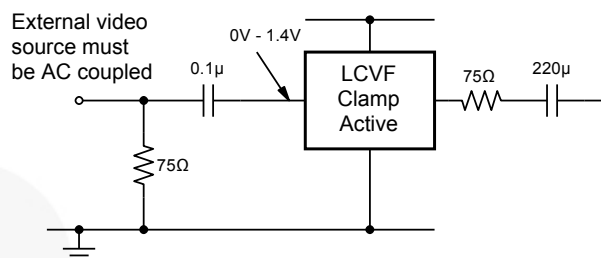 External video
source must
be AC coupled
0V - 1.4V
0.1µ
LCVF
Clamp
Active
75Ω
220µ
75Ω